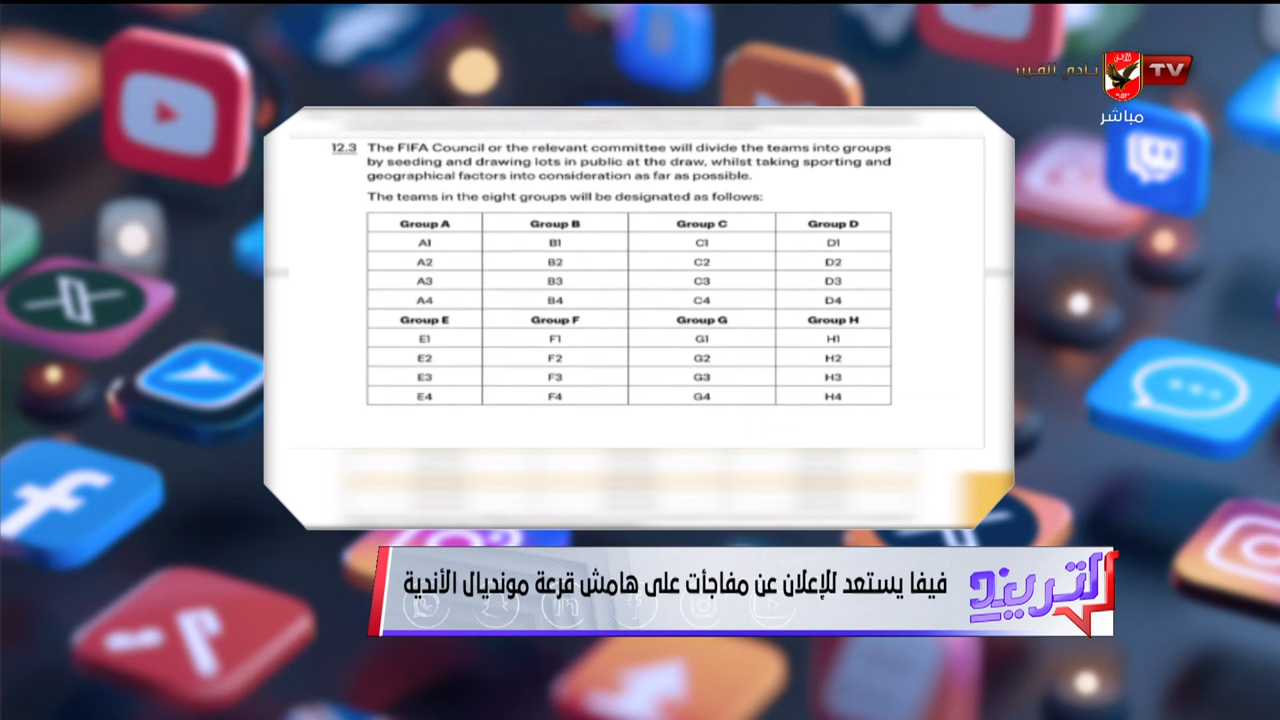 نادي القرن
TV
مباشر
12.3 The FIFA Council or the relevant committee will divide the teams into groups
by seeding and drawing lots in public at the draw, whilst taking sporting and
geographical factors into consideration as far as possible.
The teams in the eight groups will be designated as follows:
Group A Group B Group C Group D
A1 B1 C1 D1
A2 B2 C2 D2
A3 B3 C3 D3
A4 B4 C4 D4
Group E Group F Group G Group H
E1 F1 G1 H1
E2 F2 G2 H2
E3 F3 G3 H3
E4 F4 G4 H4
التريند
فيفا يستعد للإعلان عن مفاجأت على هامش قرعة مونديال الأندية